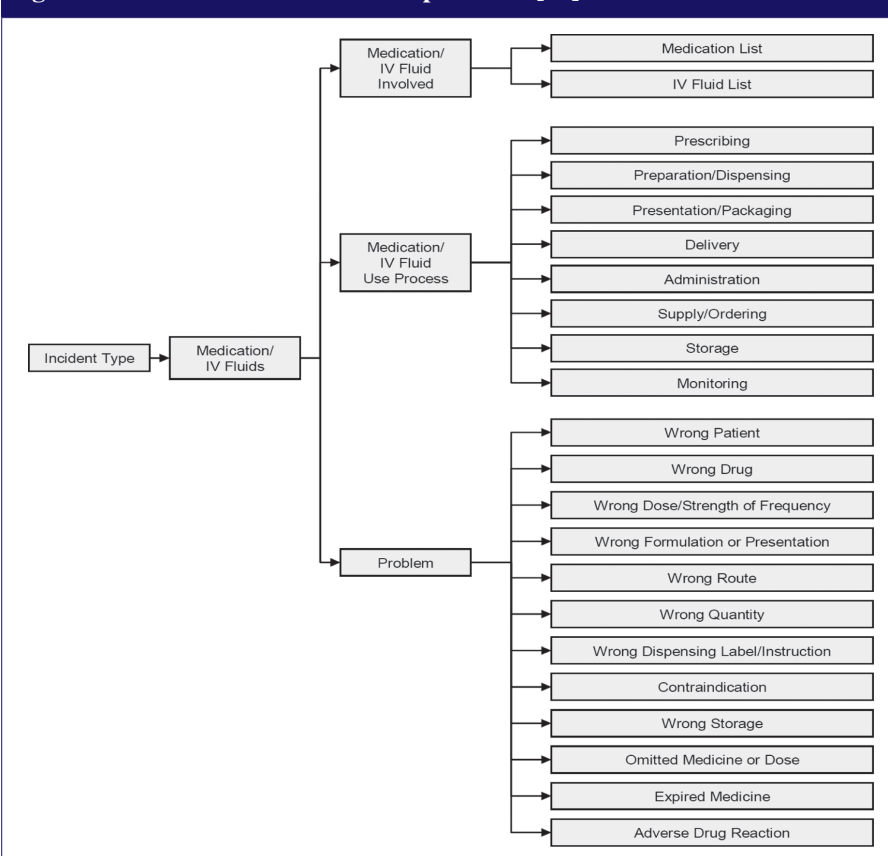 Medication/
IV Fluid
Involved
Medication List
IV Fluid List
Medication/
IV Fluid
Use Process
Prescribing
Preparation/Dispensing
Presentation/Packaging
Delivery
Administration
Supply/Ordering
Storage
Monitoring
Incident Type
Medication/
IV Fluids
Problem
Wrong Patient
Wrong Drug
Wrong Dose/Strength of Frequency
Wrong Formulation or Presentation
Wrong Route
Wrong Quantity
Wrong Dispensing Label/Instruction
Contraindication
Wrong Storage
Omitted Medicine or Dose
Expired Medicine
Adverse Drug Reaction